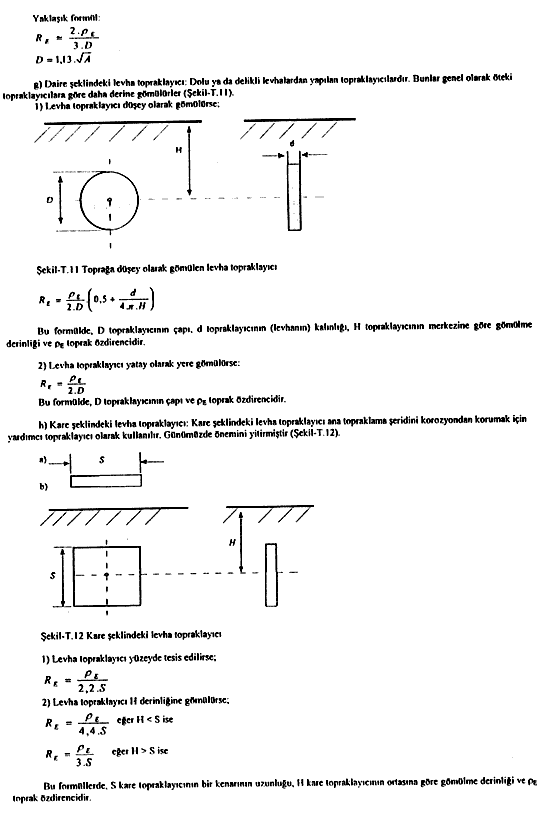 Yaklaşık formül:
R_E = 2.ρ_E / 3.D
D = 1,13.√A
g) Daire şeklindeki levha topraklayıcı: Dolu ya da delikli levhalardan yapılan topraklayıcılardır. Bunlar genel olarak öteki
topraklayıcılara göre daha derine gömülürler (Şekil-T.11).
1) Levha topraklayıcı düşey olarak gömülürse;
H
d
D
Şekil-T.11 Toprağa düşey olarak gömülen levha topraklayıcı
R_E = ρ_E / 2.D . (0,5 + d / 4.π.H)
Bu formülde, D topraklayıcının çapı, d topraklayıcının (levhanın) kalınlığı, H topraklayıcının merkezine göre gömülme
derinliği ve ρE toprak özdirencidir.
2) Levha topraklayıcı yatay olarak yere gömülürse:
R_E = ρ_E / 2.D
Bu formülde, D topraklayıcının çapı ve ρE toprak özdirencidir.
h) Kare şeklindeki levha topraklayıcı: Kare şeklindeki levha topraklayıcı ana topraklama şeridini korozyondan korumak için
yardımcı topraklayıcı olarak kullanılır. Günümüzde önemini yitirmiştir (Şekil-T.12).
a) S
b)
H
S
Şekil-T.12 Kare şeklindeki levha topraklayıcı
1) Levha topraklayıcı yüzeyde tesis edilirse;
R_E = ρ_E / 2,2.S
2) Levha topraklayıcı H derinliğine gömülürse;
R_E = ρ_E / 4,4.S eğer H < S ise
R_E = ρ_E / 3.S eğer H > S ise
Bu formüllerde, S kare topraklayıcının bir kenarının uzunluğu, H kare topraklayıcının ortasına göre gömülme derinliği ve ρE
toprak özdirencidir.